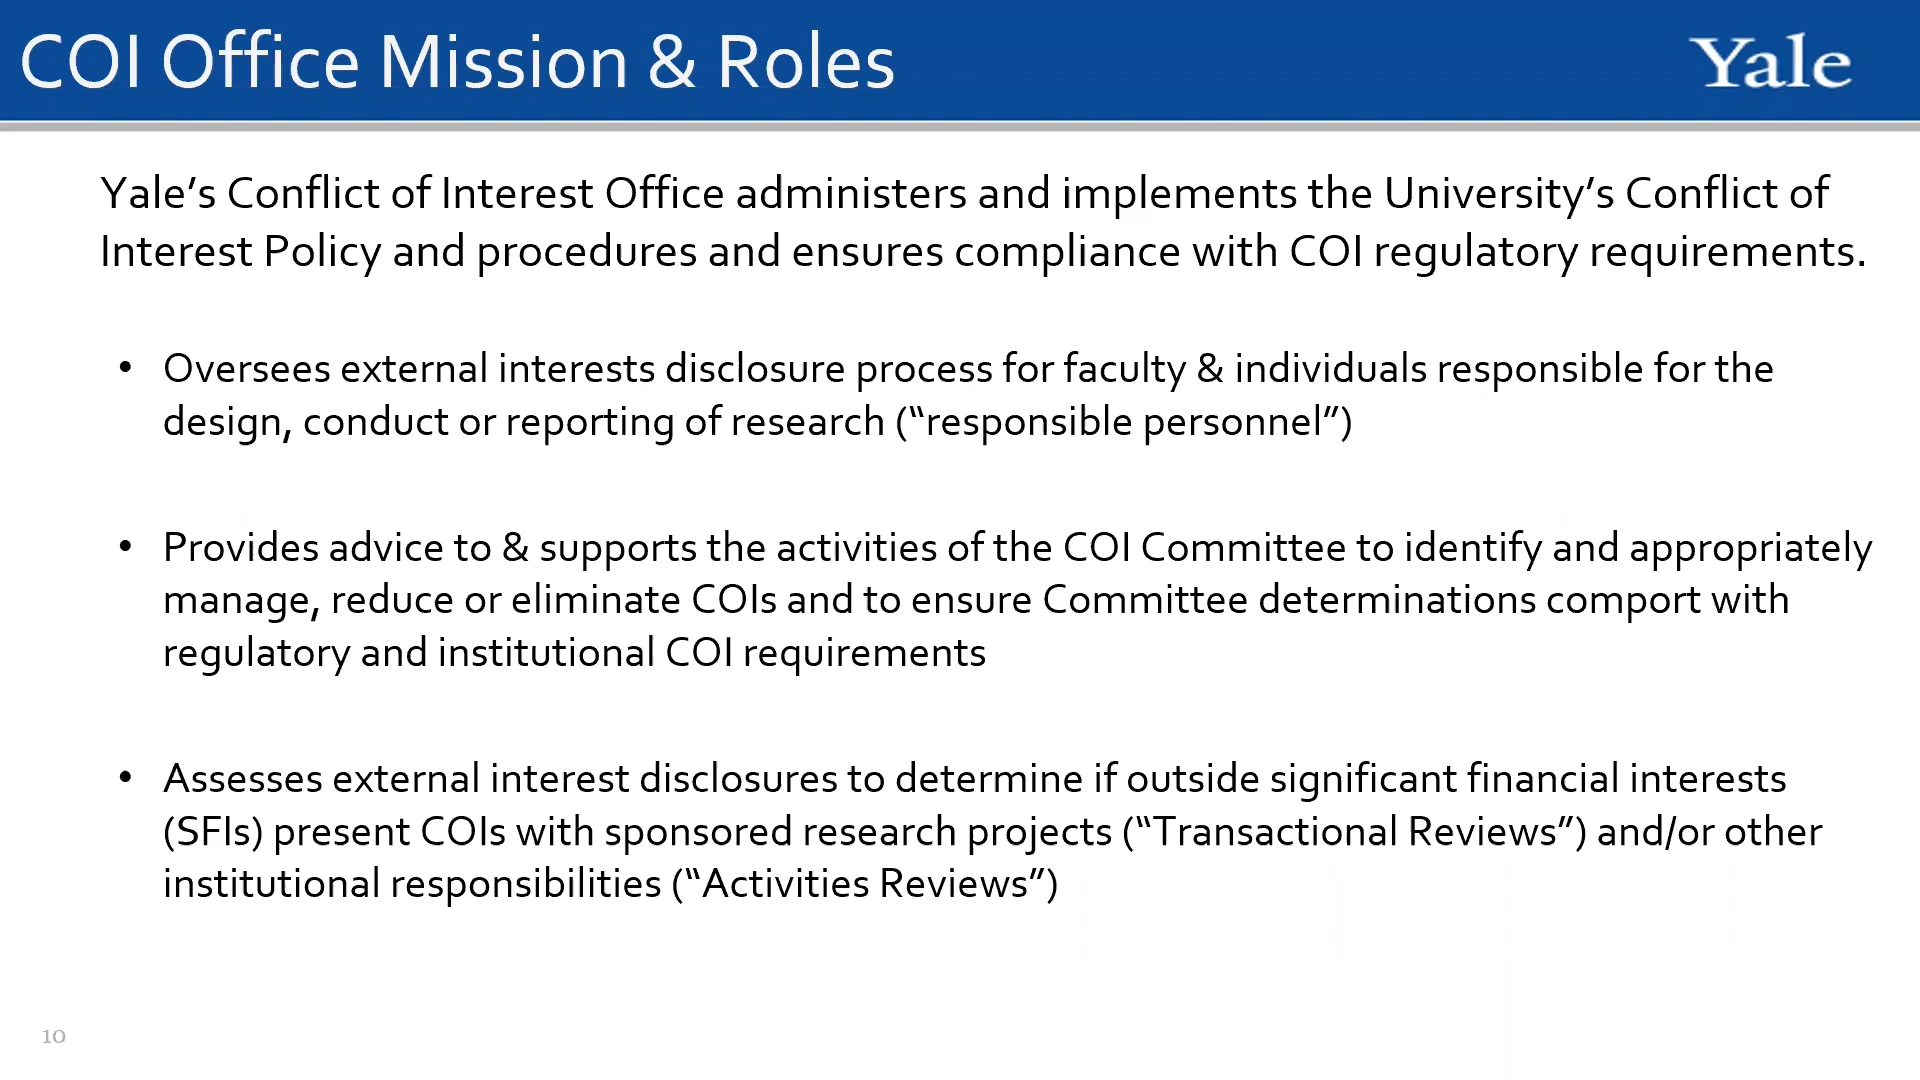 COI Office Mission & Roles
Yale
Yale’s Conflict of Interest Office administers and implements the University’s Conflict of
Interest Policy and procedures and ensures compliance with COI regulatory requirements.
• Oversees external interests disclosure process for faculty & individuals responsible for the
design, conduct or reporting of research (“responsible personnel”)
• Provides advice to & supports the activities of the COI Committee to identify and appropriately
manage, reduce or eliminate COIs and to ensure Committee determinations comport with
regulatory and institutional COI requirements
• Assesses external interest disclosures to determine if outside significant financial interests
(SFIs) present COIs with sponsored research projects (“Transactional Reviews”) and/or other
institutional responsibilities (“Activities Reviews”)
10